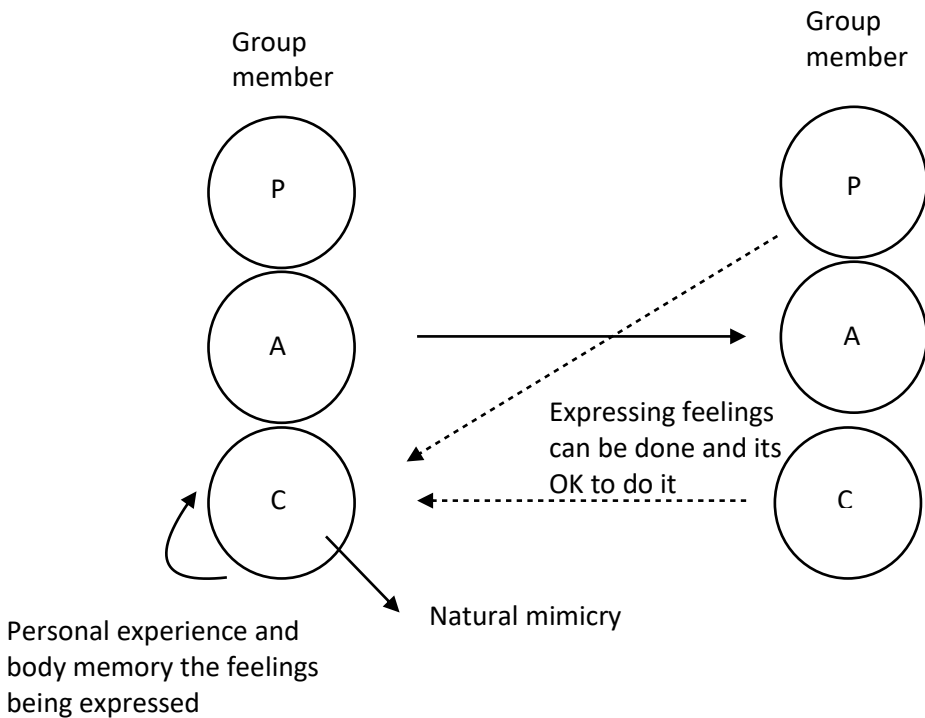 Group
member
Group
member
P
P
A
A
Expressing feelings
can be done and its
OK to do it
C
C
Natural mimicry
Personal experience and
body memory the feelings
being expressed